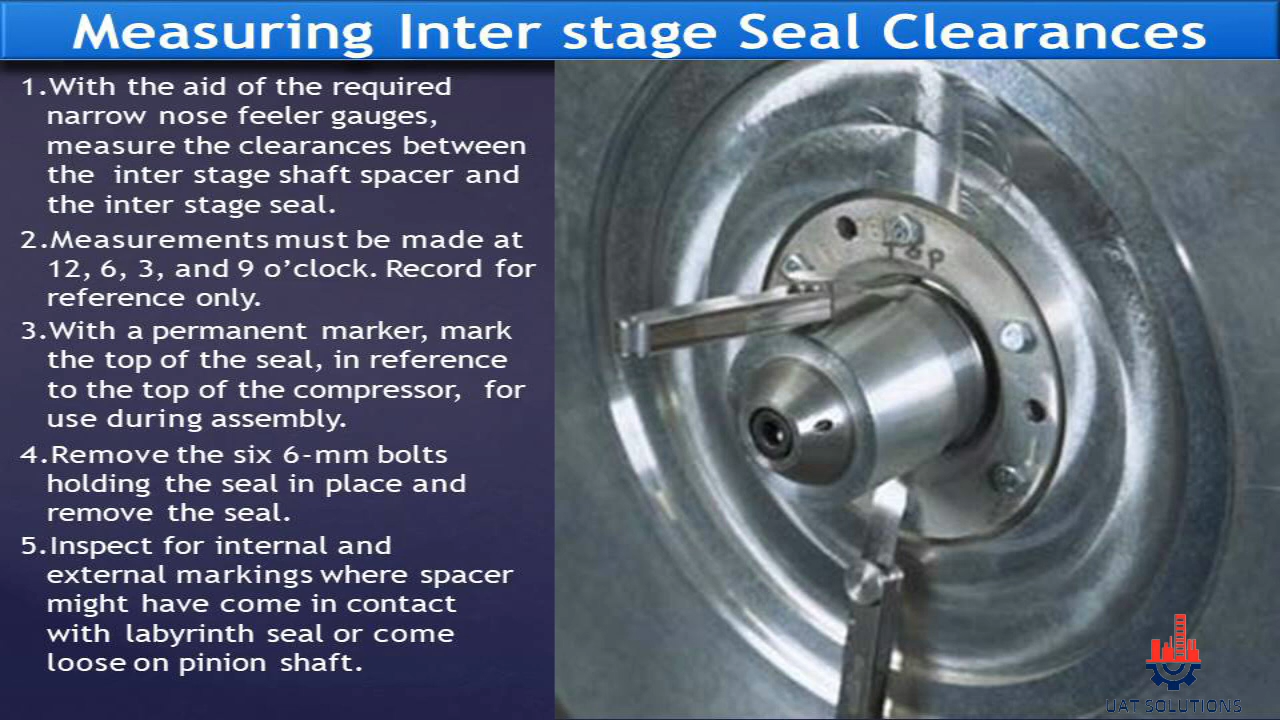 Measuring Inter stage Seal Clearances
1.With the aid of the required
narrow nose feeler gauges,
measure the clearances between
the inter stage shaft spacer and
the inter stage seal.
2.Measurements must be made at
12, 6, 3, and 9 o’clock. Record for
reference only.
3.With a permanent marker, mark
the top of the seal, in reference
to the top of the compressor, for
use during assembly.
4.Remove the six 6-mm bolts
holding the seal in place and
remove the seal.
5.Inspect for internal and
external markings where spacer
might have come in contact
with labyrinth seal or come
loose on pinion shaft.
TOP
UAT SOLUTIONS